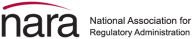 nara
National Association for
Regulatory Administration